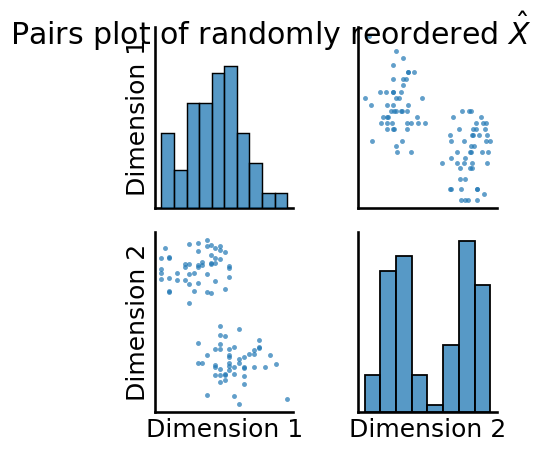 Pairs plot of randomly reordered X̂
Dimension 1
Dimension 2
Dimension 1
Dimension 2